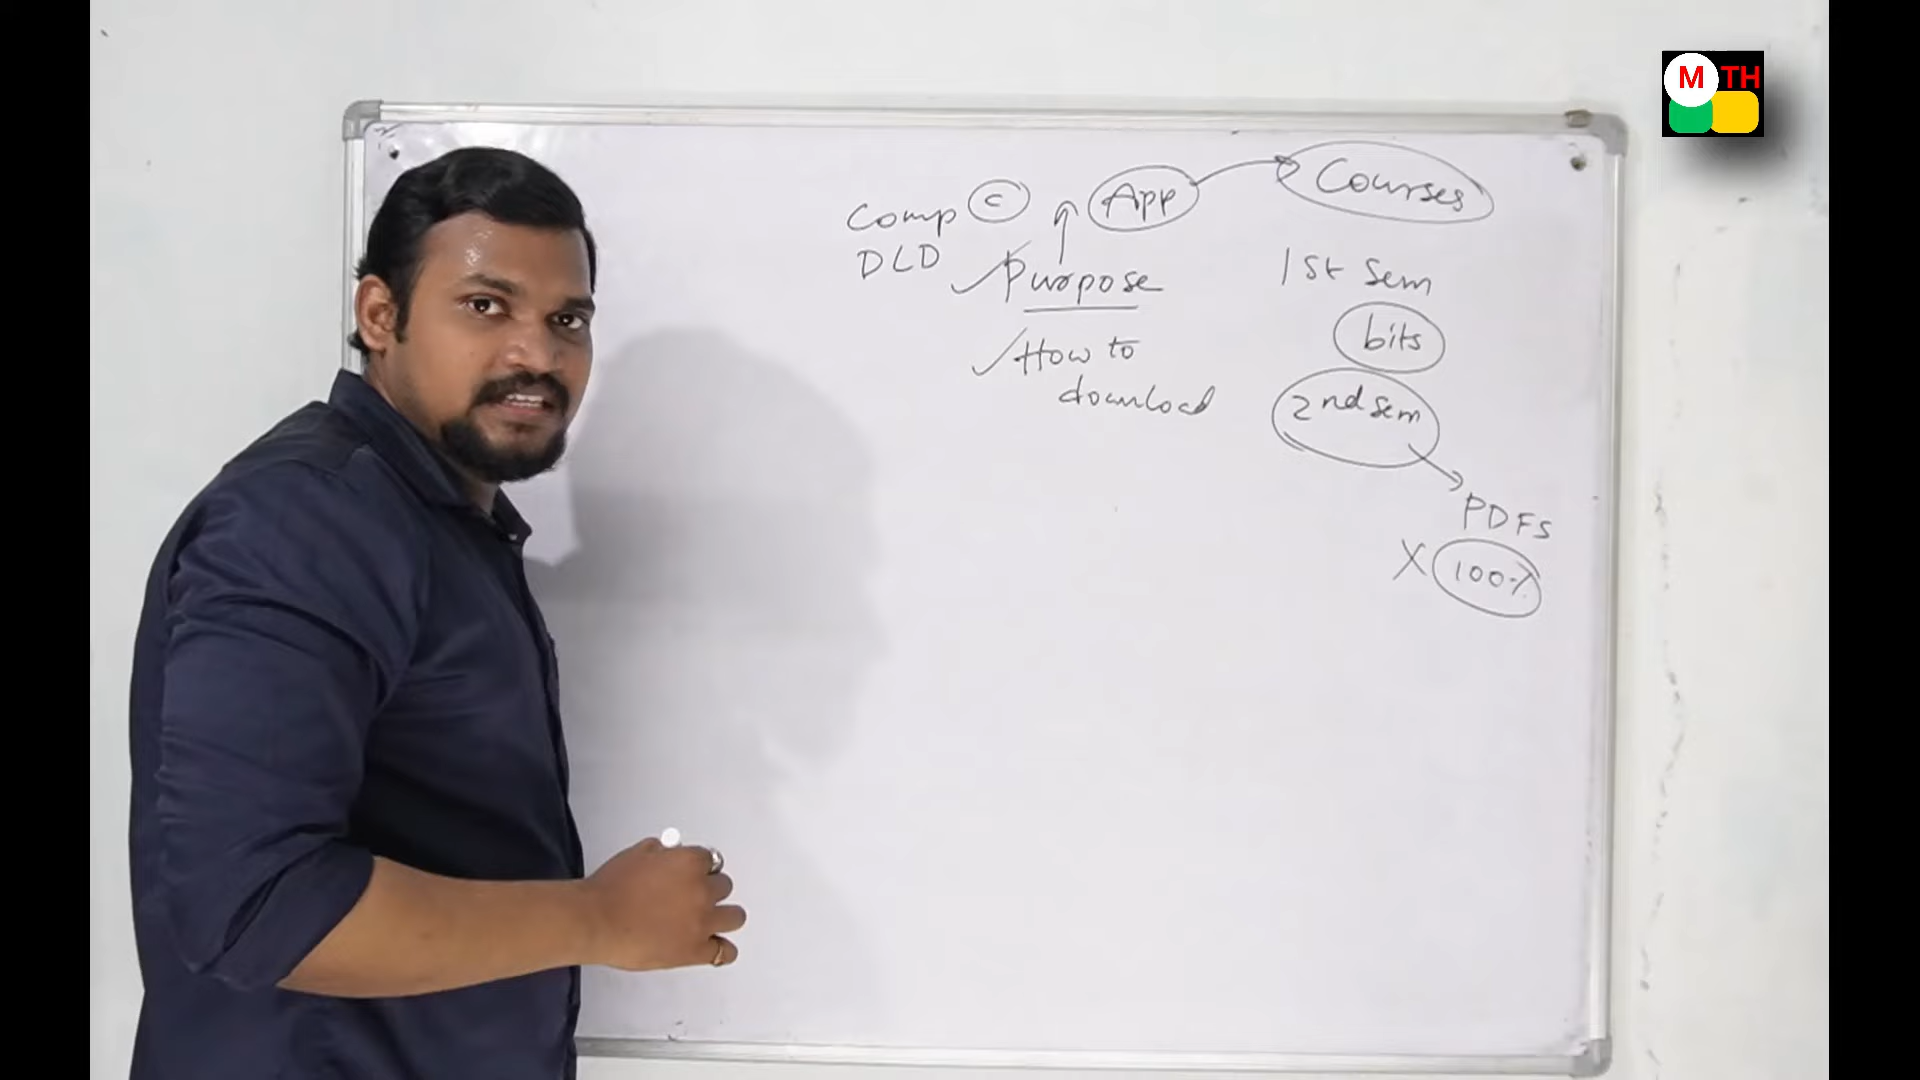 M TH
Comp C App Courses
DLD Purpose 1st Sem
How to bits
download 2nd Sem
PDFs
X 100%